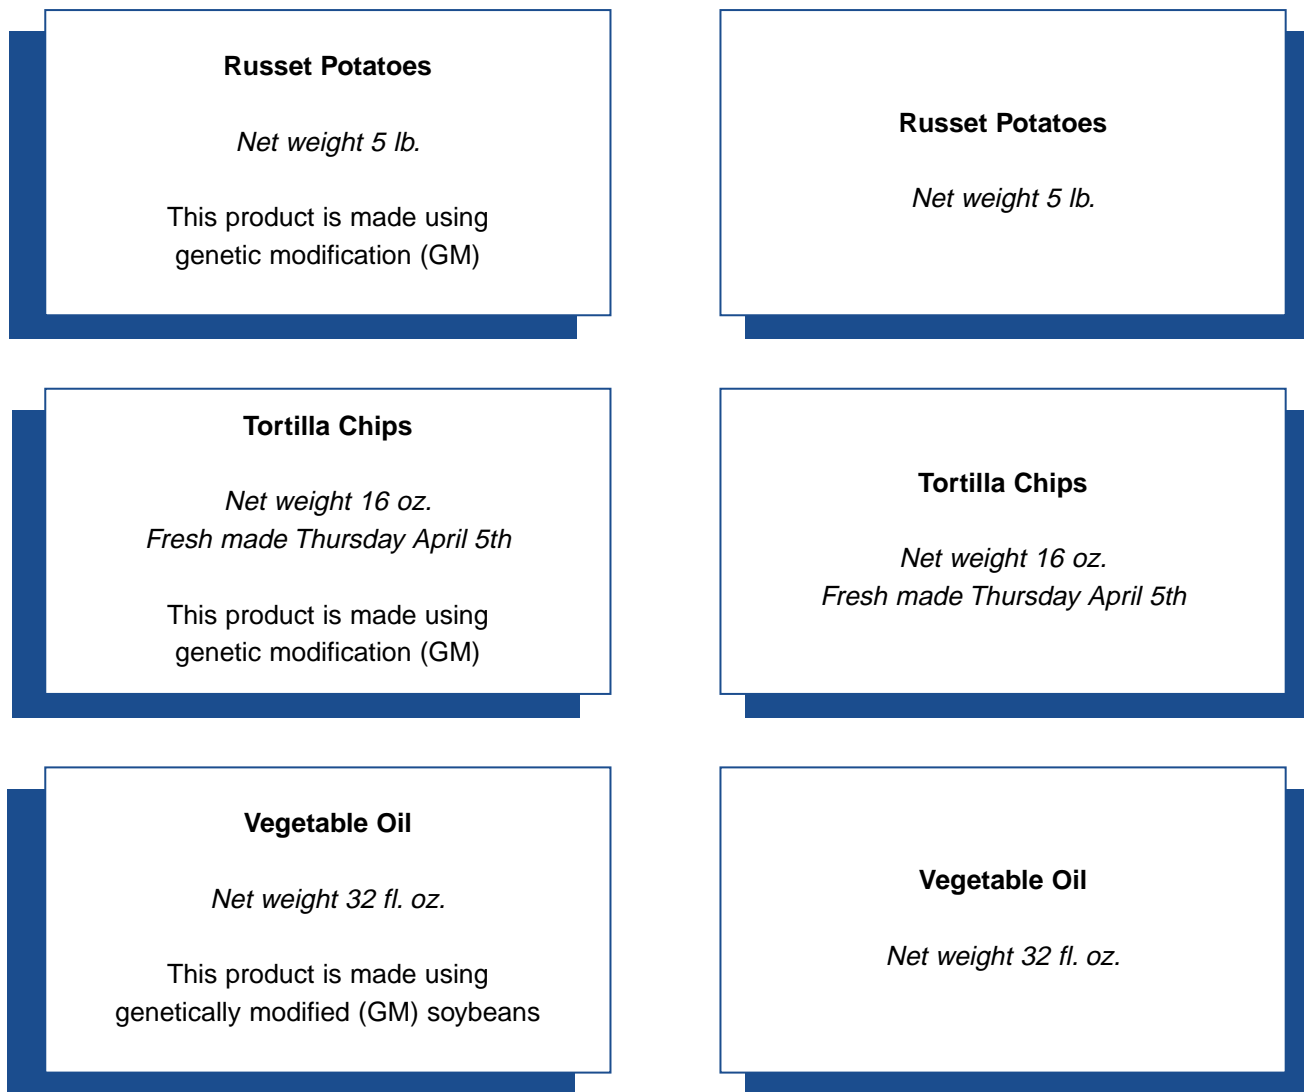 Russet Potatoes
Net weight 5 lb.
This product is made using
genetic modification (GM)
Russet Potatoes
Net weight 5 lb.
Tortilla Chips
Net weight 16 oz.
Fresh made Thursday April 5th
This product is made using
genetic modification (GM)
Tortilla Chips
Net weight 16 oz.
Fresh made Thursday April 5th
Vegetable Oil
Net weight 32 fl. oz.
This product is made using
genetically modified (GM) soybeans
Vegetable Oil
Net weight 32 fl. oz.